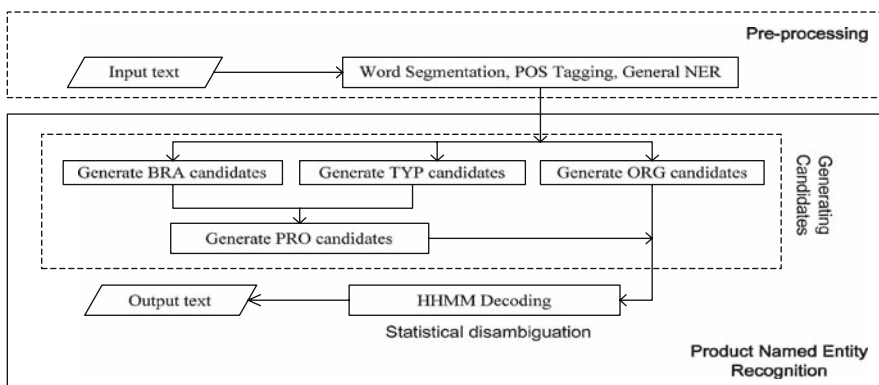 Pre-processing
Input text
Word Segmentation, POS Tagging, General NER
Generate BRA candidates
Generate TYP candidates
Generate ORG candidates
Generating
Candidates
Generate PRO candidates
Output text
HHMM Decoding
Statistical disambiguation
Product Named Entity
Recognition